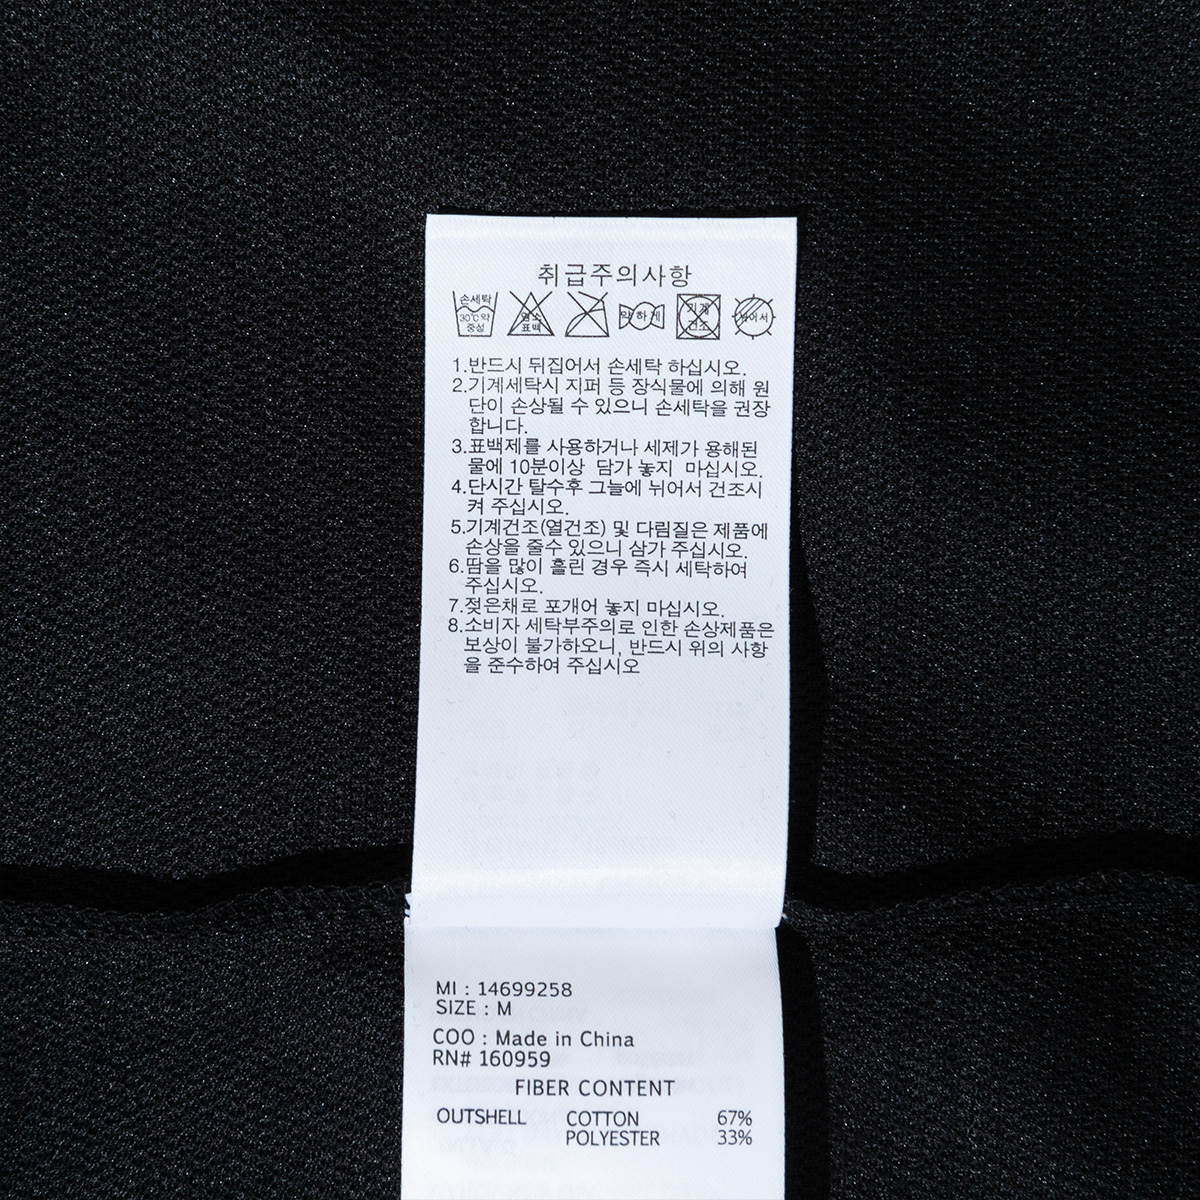 취급주의사항
손세탁
30℃약
중성
염소
표백
약하게
기계
건조
뉘어서
1.반드시 뒤집어서 손세탁 하십시오.
2.기계세탁시 지퍼 등 장식물에 의해 원
단이 손상될 수 있으니 손세탁을 권장
합니다.
3.표백제를 사용하거나 세제가 용해된
물에 10분이상 담가 놓지 마십시오.
4.단시간 탈수후 그늘에 뉘어서 건조시
켜 주십시오.
5.기계건조(열건조) 및 다림질은 제품에
손상을 줄수 있으니 삼가 주십시오.
6.땀을 많이 흘린 경우 즉시 세탁하여
주십시오.
7.젖은채로 포개어 놓지 마십시오.
8.소비자 세탁부주의로 인한 손상제품은
보상이 불가하오니, 반드시 위의 사항
을 준수하여 주십시오
MI : 14699258
SIZE : M
COO : Made in China
RN# 160959
FIBER CONTENT
OUTSHELL COTTON 67%
POLYESTER 33%